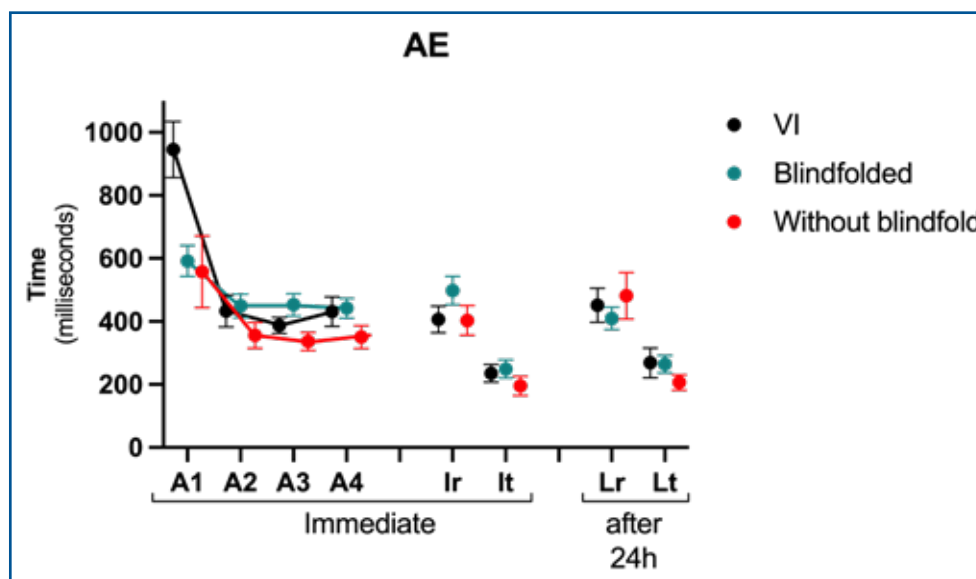 AE
1000
800
600
400
200
0
Time
(milliseconds)
A1 A2 A3 A4 Ir It Lr Lt
Immediate
after
24h
VI
Blindfolded
Without blindfold